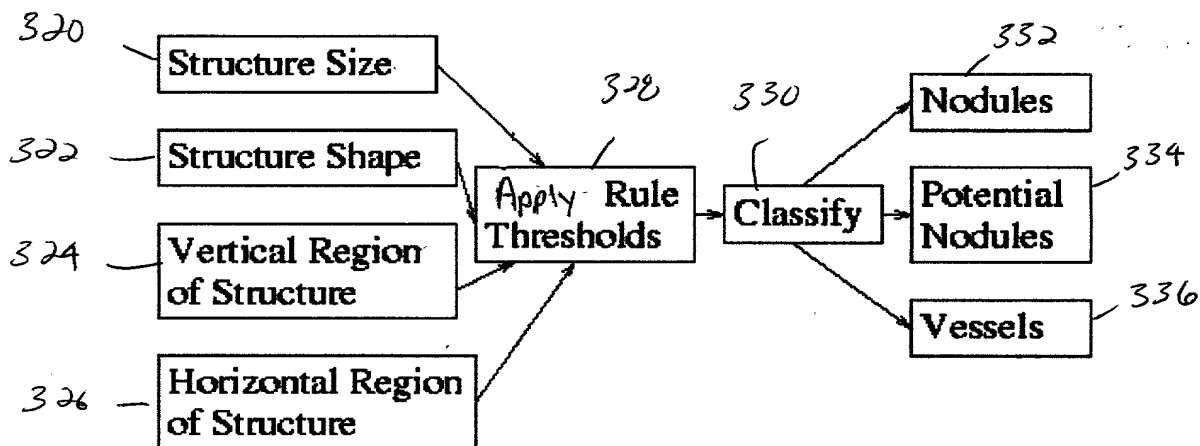 320
Structure Size
322
Structure Shape
324
Vertical Region
of Structure
326
Horizontal Region
of Structure
328
Apply Rule
Thresholds
330
Classify
332
Nodules
334
Potential
Nodules
336
Vessels